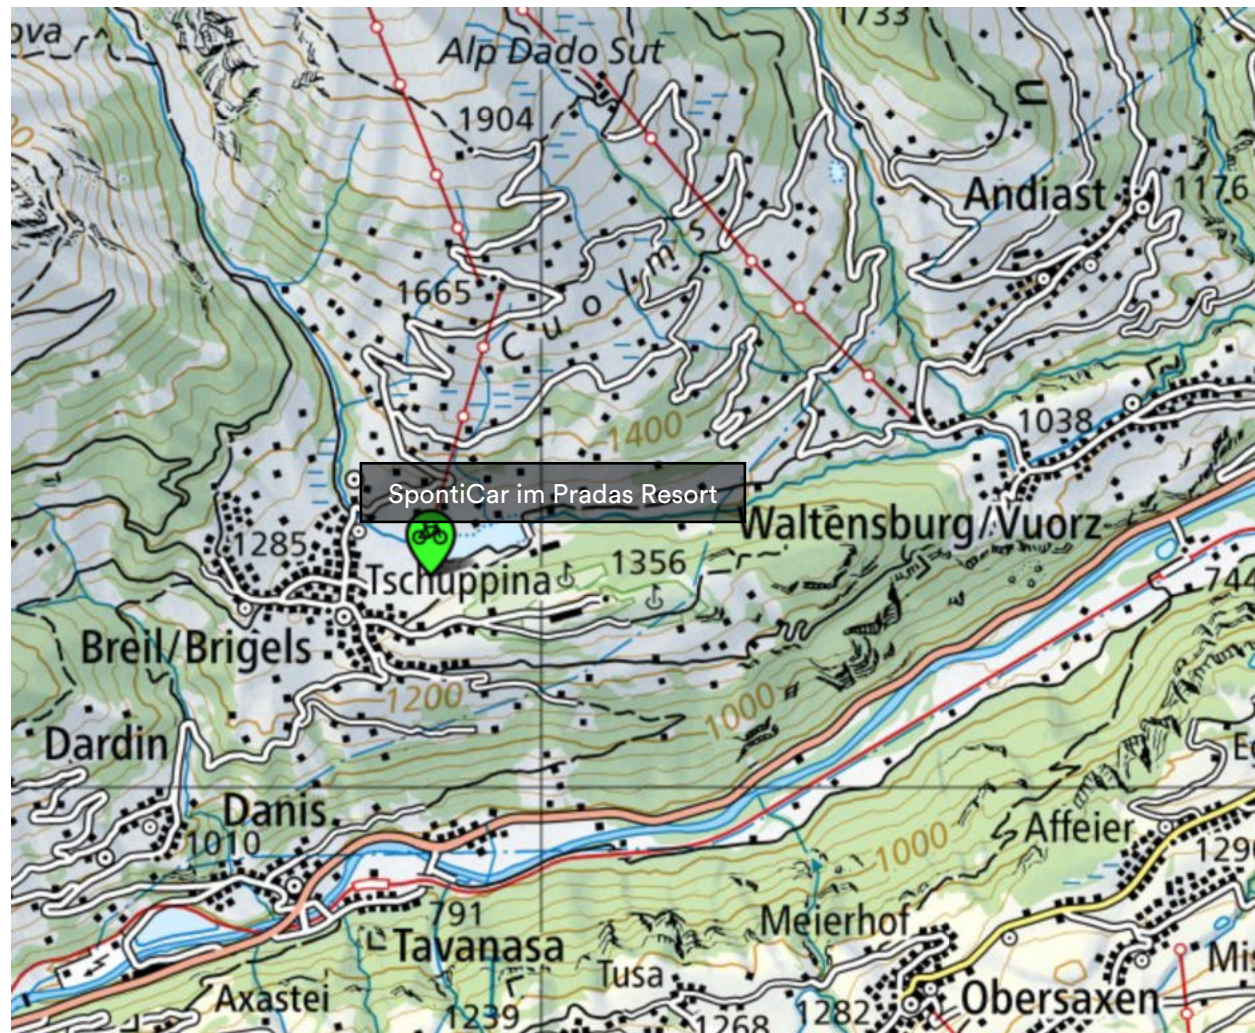 ova
1733
Alp Dado Sut
1904
n
Andiast
1176
1665
Cuolms
1400
1038
SpontiCar im Pradas Resort
Waltensburg/Vuorz
1285
1356
Tschuppina
744
Breil/Brigels
1200
1000
Dardin
Danis
1010
Affeier
1000
791
Meierhof
Tavanasa
Tusa
Axastei
1239
1268
1282
Obersaxen